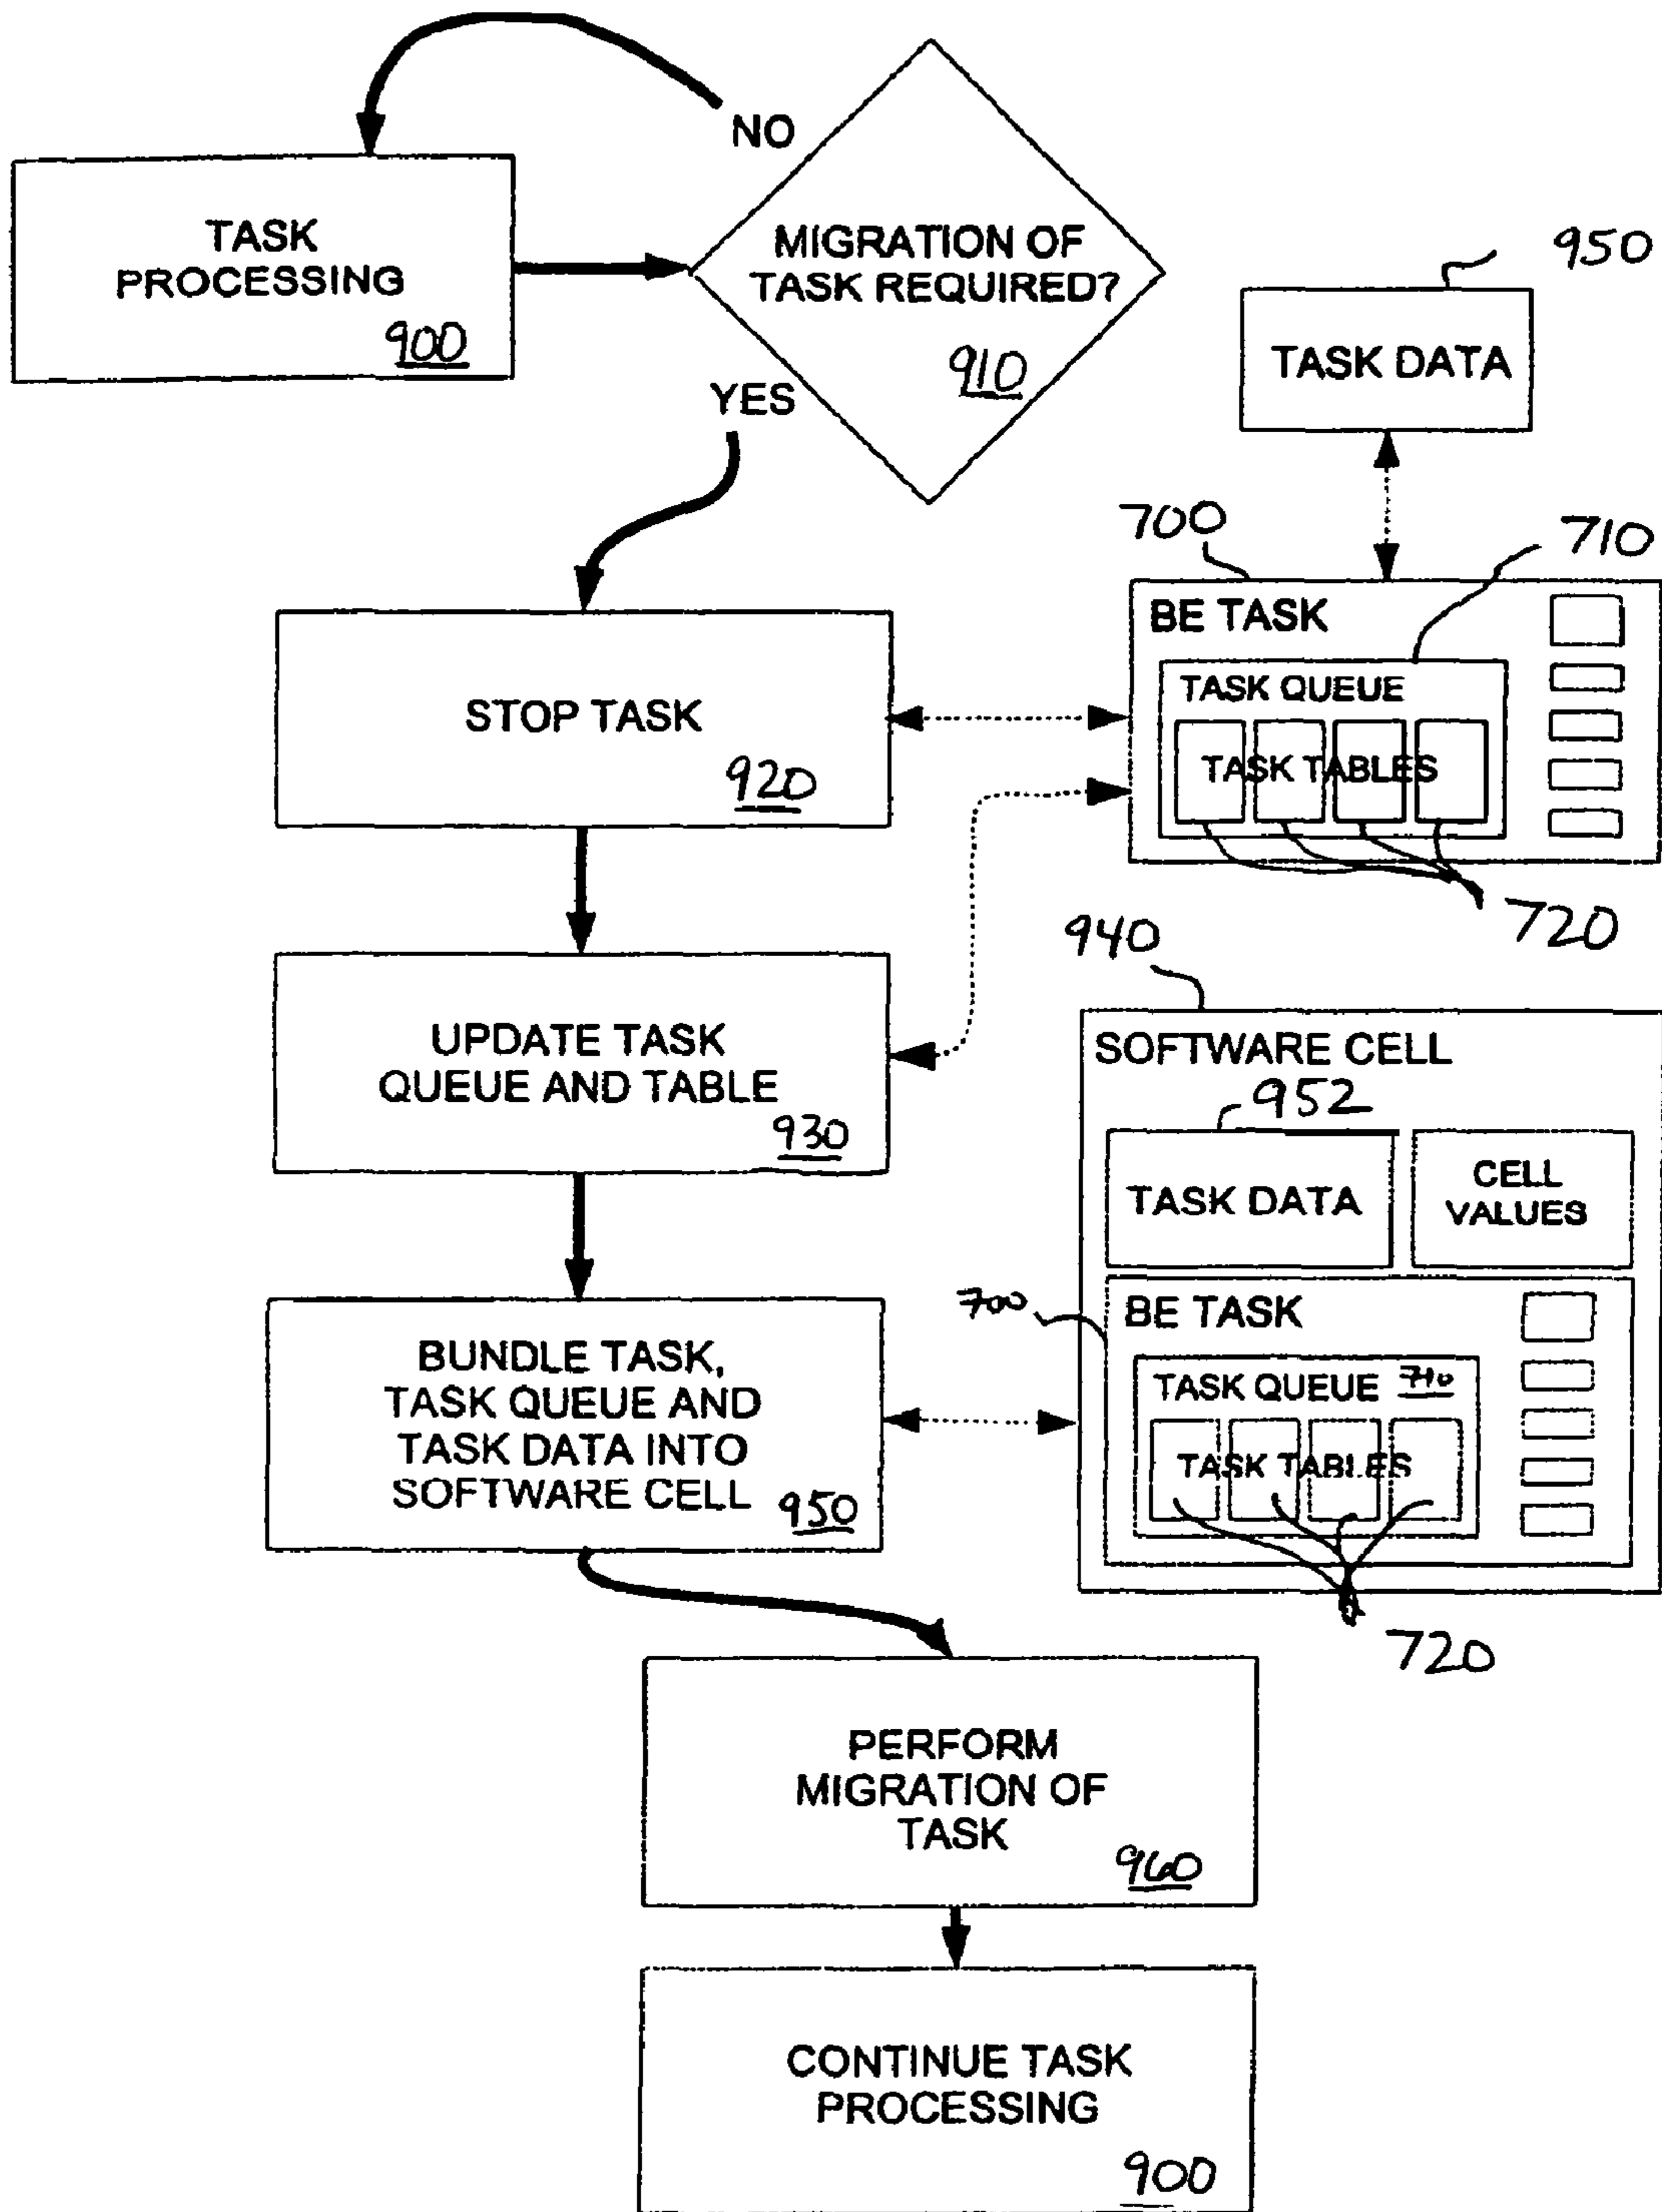 NO
TASK
PROCESSING
900
MIGRATION OF
TASK REQUIRED?
910
YES
950
TASK DATA
700
710
BE TASK
TASK QUEUE
TASK TABLES
720
STOP TASK
920
UPDATE TASK
QUEUE AND TABLE
930
940
SOFTWARE CELL
952
TASK DATA
CELL
VALUES
700
BE TASK
TASK QUEUE 710
TASK TABLES
720
BUNDLE TASK,
TASK QUEUE AND
TASK DATA INTO
SOFTWARE CELL 950
PERFORM
MIGRATION OF
TASK
960
CONTINUE TASK
PROCESSING
900